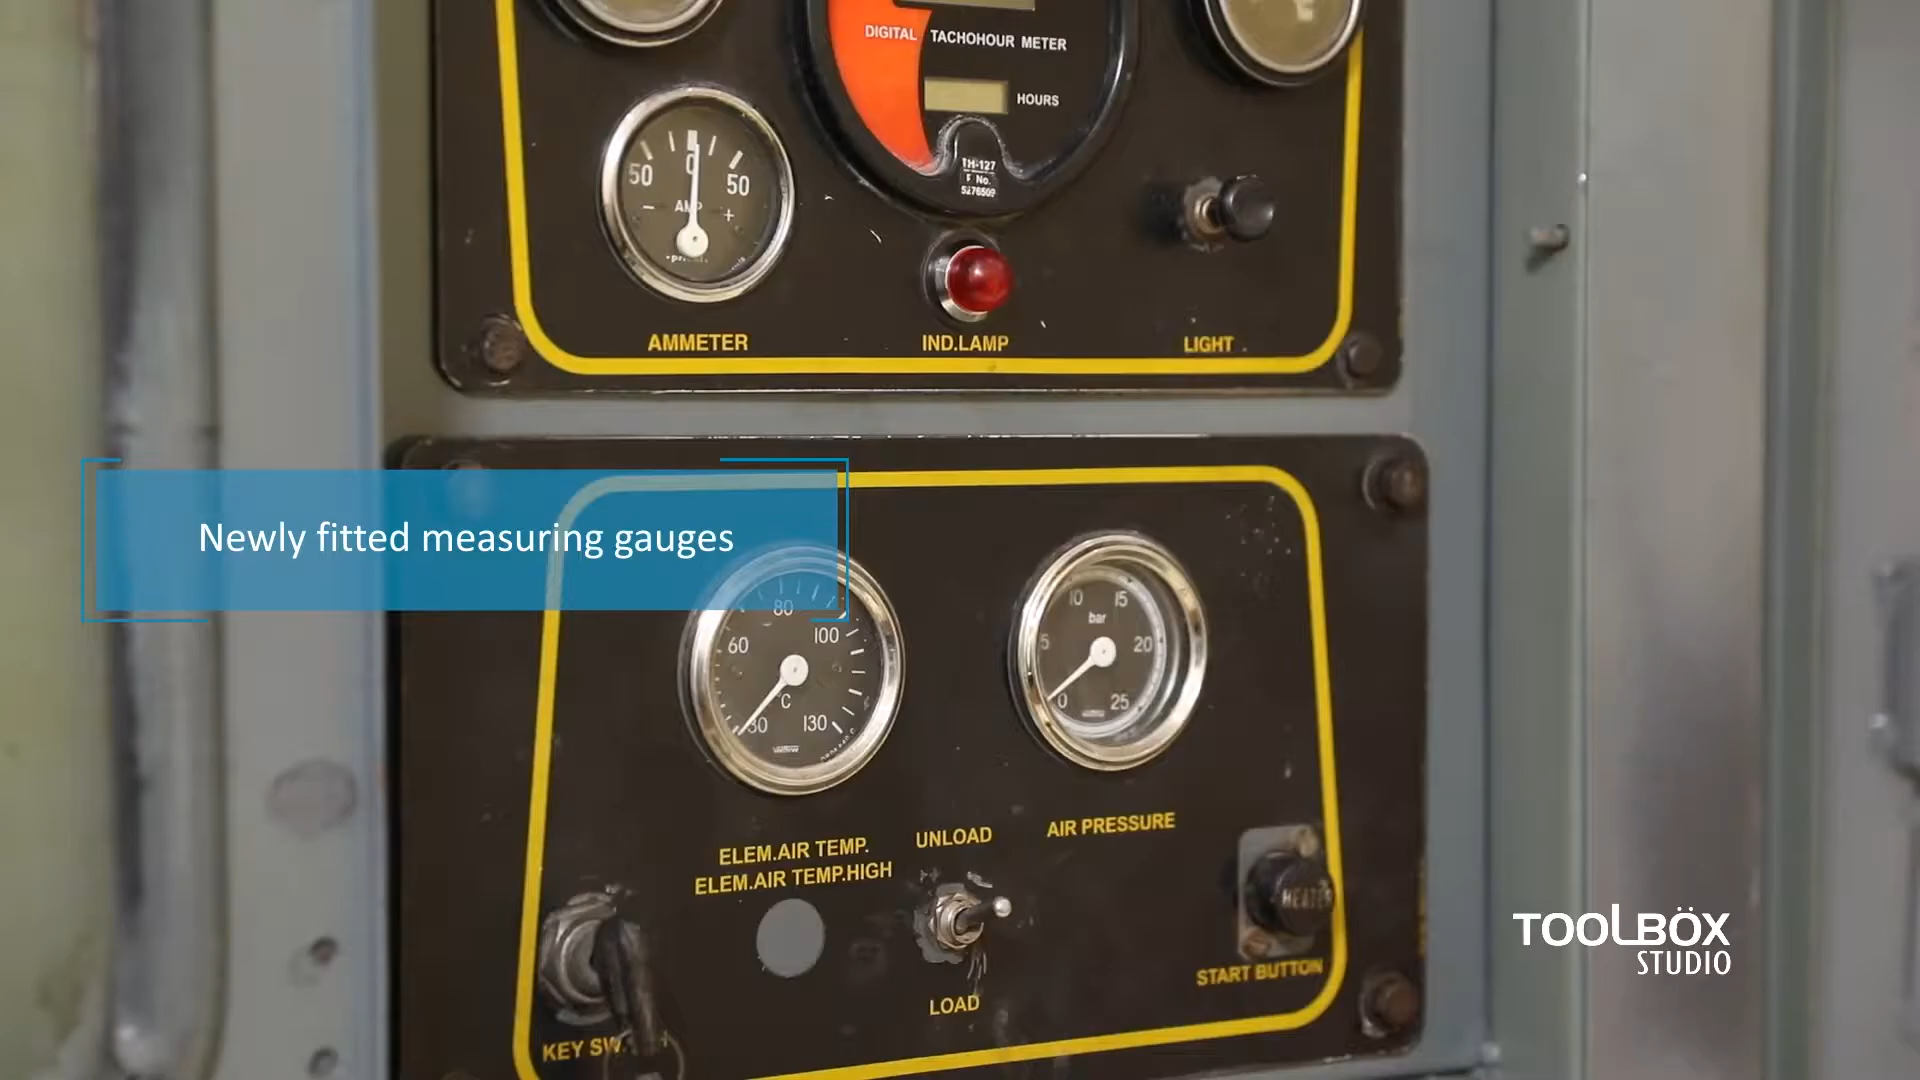 DIGITAL TACHOHOUR METER
HOURS
TH-127
No.
50 0 50
- AMP +
AMMETER
IND.LAMP
LIGHT
Newly fitted measuring gauges
80
60 100
°C
30 130
10 15
bar
5 20
0 25
ELEM.AIR TEMP.
ELEM.AIR TEMP.HIGH
UNLOAD
AIR PRESSURE
HEATER
START BUTTON
LOAD
KEY
TOOLBÖX
STUDIO